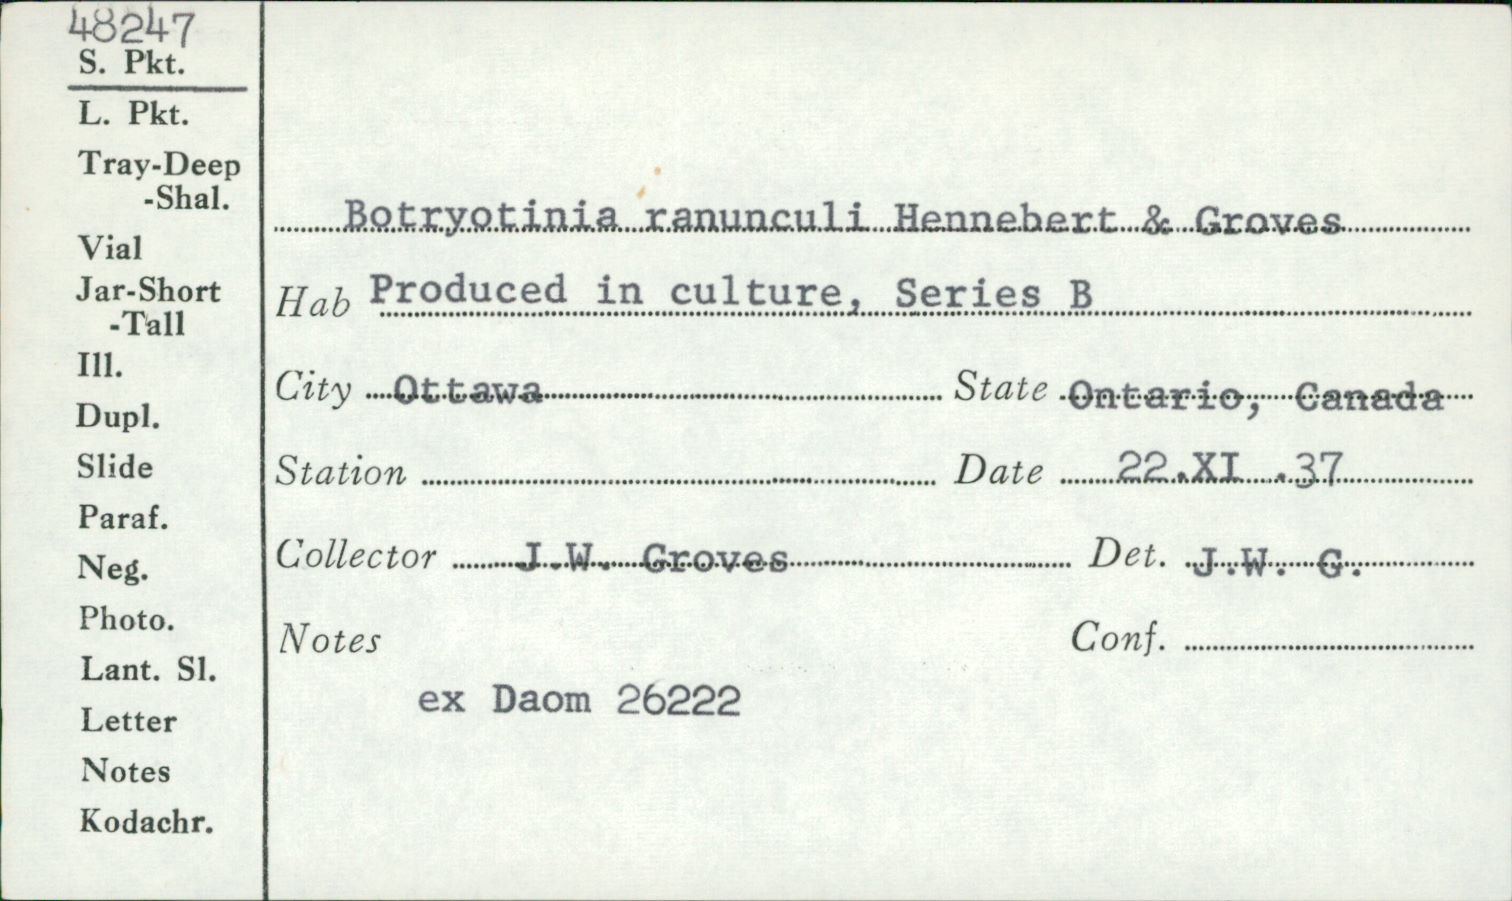 48247
S. Pkt.
L. Pkt.
Tray-Deep
-Shal.
Vial
Jar-Short
-Tall
Ill.
Dupl.
Slide
Paraf.
Neg.
Photo.
Lant. Sl.
Letter
Notes
Kodachr.
Botryotinia ranunculi Hennebert & Groves
Hab Produced in culture, Series B
City Ottawa State Ontario, Canada
Station Date 22.XI .37
Collector J.W. Groves Det. J.W. G.
Notes Conf.
ex Daom 26222